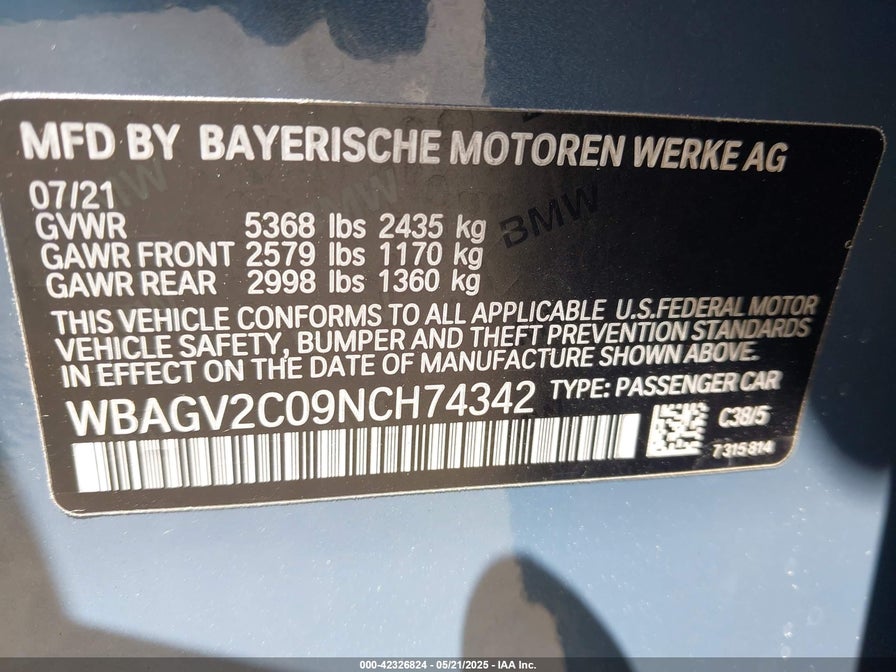 MFD BY BAYERISCHE MOTOREN WERKE AG
07/21
GVWR 5368 lbs 2435 kg
GAWR FRONT 2579 lbs 1170 kg
GAWR REAR 2998 lbs 1360 kg
THIS VEHICLE CONFORMS TO ALL APPLICABLE U.S.FEDERAL MOTOR
VEHICLE SAFETY, BUMPER AND THEFT PREVENTION STANDARDS
IN EFFECT ON THE DATE OF MANUFACTURE SHOWN ABOVE.
WBAGV2C09NCH74342 TYPE: PASSENGER CAR
C38/5
7315814
BMW
000-42326824 - 05/21/2025 - IAA Inc.